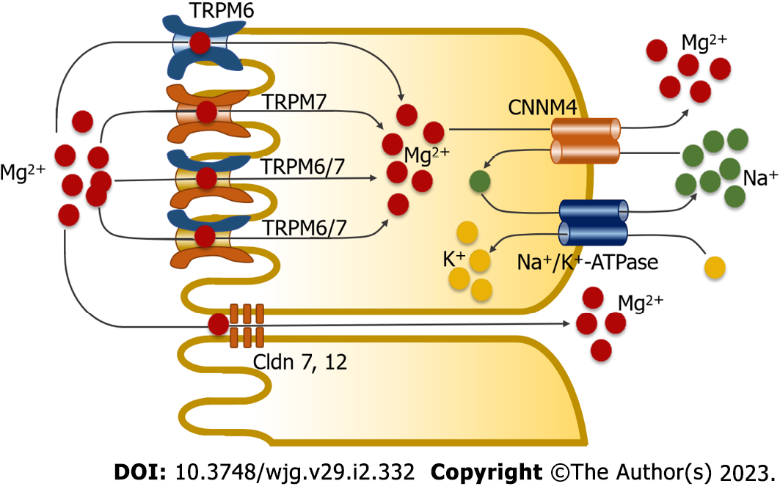 TRPM6
Mg²⁺
CNNM4
TRPM7
Mg²⁺
Mg²⁺
TRPM6/7
Na⁺
TRPM6/7
K⁺
Na⁺/K⁺-ATPase
Mg²⁺
Cldn 7, 12
DOI: 10.3748/wjg.v29.i2.332 Copyright ©The Author(s) 2023.